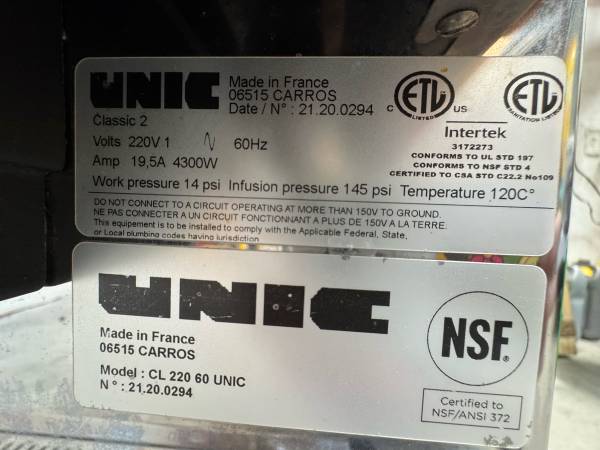 UNIC
Made in France
06515 CARROS
Date / N° : 21.20.0294
Classic 2
Volts 220V 1 ∿ 60Hz
Amp 19,5A 4300W
Work pressure 14 psi Infusion pressure 145 psi Temperature 120C°
C ETL US
LISTED
ETL
SANITATION LISTED
Intertek
3172273
CONFORMS TO UL STD 197
CONFORMS TO NSF STD 4
CERTIFIED TO CSA STD C22.2 No109
DO NOT CONNECT TO A CIRCUIT OPERATING AT MORE THAN 150V TO GROUND.
NE PAS CONNECTER A UN CIRCUIT FONCTIONNANT A PLUS DE 150V A LA TERRE.
This equipement is to be installed to comply with the Applicable Federal, State,
or Local plumbing codes having jurisdiction
UNIC
Made in France
06515 CARROS
Model : CL 220 60 UNIC
N° : 21.20.0294
NSF
Certified to
NSF/ANSI 372